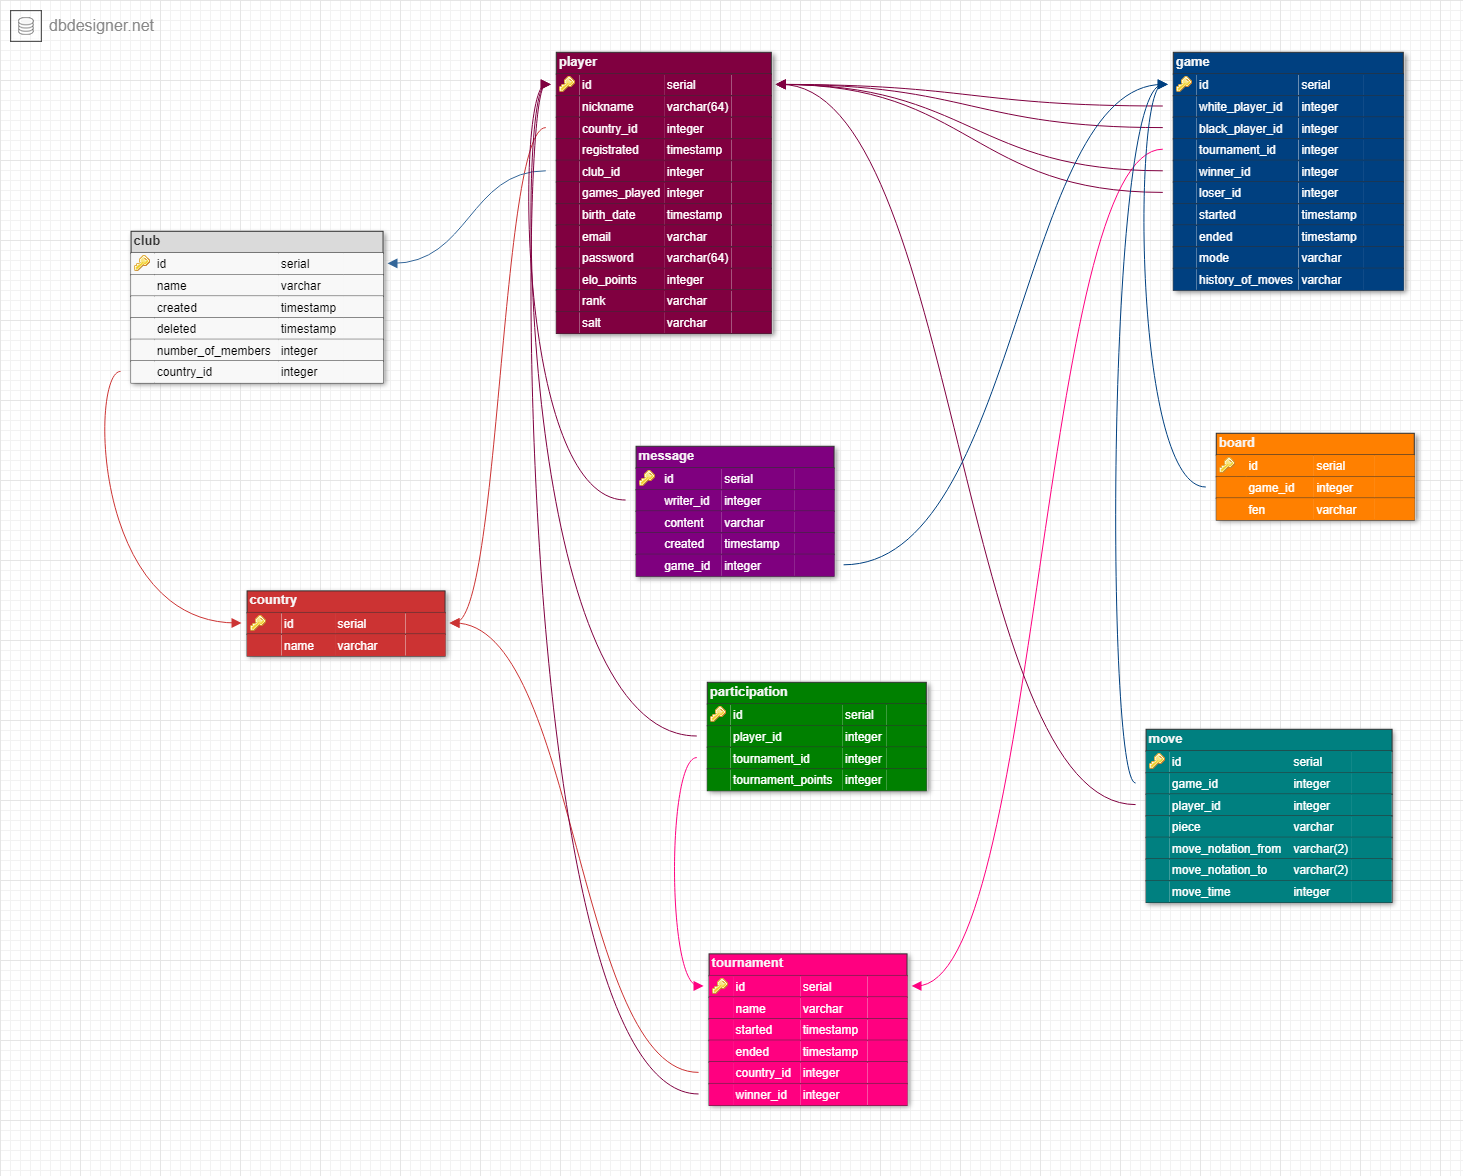 dbdesigner.net
player
id serial
nickname varchar(64)
country_id integer
registrated timestamp
club_id integer
games_played integer
birth_date timestamp
email varchar
password varchar(64)
elo_points integer
rank varchar
salt varchar
game
id serial
white_player_id integer
black_player_id integer
tournament_id integer
winner_id integer
loser_id integer
started timestamp
ended timestamp
mode varchar
history_of_moves varchar
club
id serial
name varchar
created timestamp
deleted timestamp
number_of_members integer
country_id integer
message
id serial
writer_id integer
content varchar
created timestamp
game_id integer
board
id serial
game_id integer
fen varchar
country
id serial
name varchar
participation
id serial
player_id integer
tournament_id integer
tournament_points integer
move
id serial
game_id integer
player_id integer
piece varchar
move_notation_from varchar(2)
move_notation_to varchar(2)
move_time integer
tournament
id serial
name varchar
started timestamp
ended timestamp
country_id integer
winner_id integer